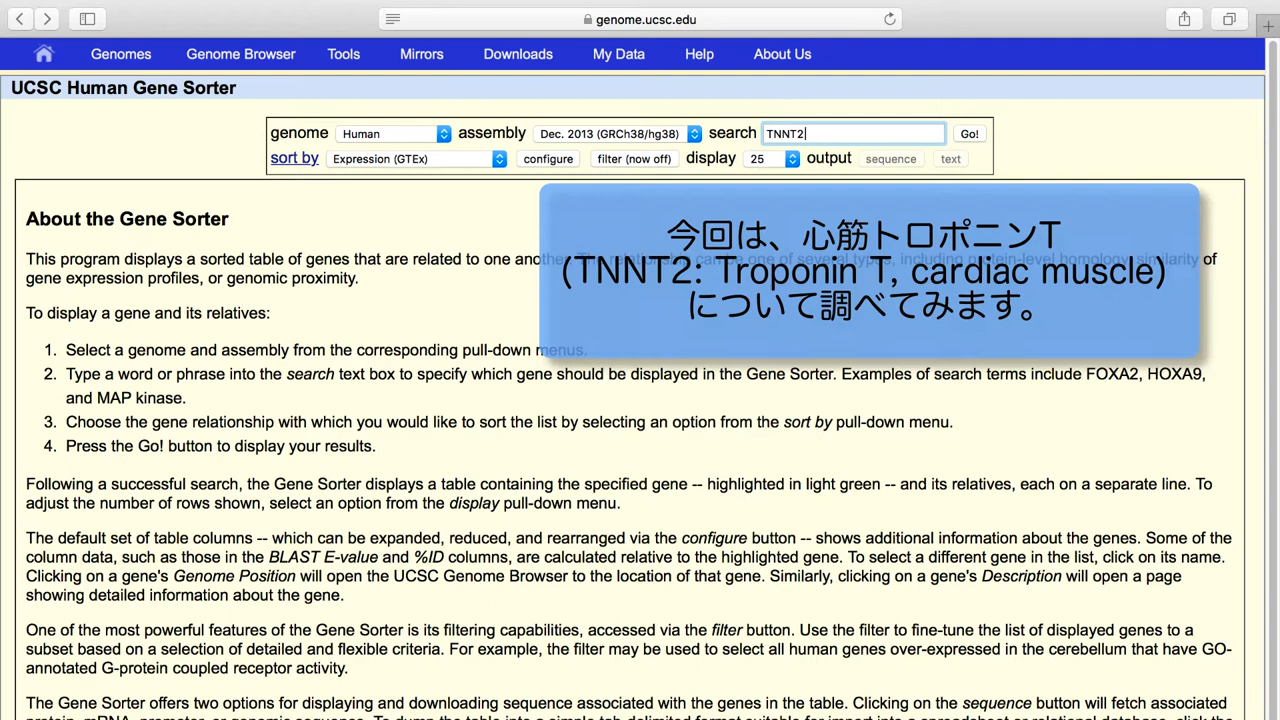 genome.ucsc.edu
Genomes Genome Browser Tools Mirrors Downloads My Data Help About Us
UCSC Human Gene Sorter
genome Human assembly Dec. 2013 (GRCh38/hg38) search TNNT2 Go!
sort by Expression (GTEx) configure filter (now off) display 25 output sequence text
今回は、心筋トロポニンT
(TNNT2: Troponin T, cardiac muscle)
について調べてみます。
About the Gene Sorter
This program displays a sorted table of genes that are related to one another. The relationship can be one of several types, including protein-level homology, similarity of
gene expression profiles, or genomic proximity.
To display a gene and its relatives:
1. Select a genome and assembly from the corresponding pull-down menus.
2. Type a word or phrase into the search text box to specify which gene should be displayed in the Gene Sorter. Examples of search terms include FOXA2, HOXA9,
and MAP kinase.
3. Choose the gene relationship with which you would like to sort the list by selecting an option from the sort by pull-down menu.
4. Press the Go! button to display your results.
Following a successful search, the Gene Sorter displays a table containing the specified gene -- highlighted in light green -- and its relatives, each on a separate line. To
adjust the number of rows shown, select an option from the display pull-down menu.
The default set of table columns -- which can be expanded, reduced, and rearranged via the configure button -- shows additional information about the genes. Some of the
column data, such as those in the BLAST E-value and %ID columns, are calculated relative to the highlighted gene. To select a different gene in the list, click on its name.
Clicking on a gene's Genome Position will open the UCSC Genome Browser to the location of that gene. Similarly, clicking on a gene's Description will open a page
showing detailed information about the gene.
One of the most powerful features of the Gene Sorter is its filtering capabilities, accessed via the filter button. Use the filter to fine-tune the list of displayed genes to a
subset based on a selection of detailed and flexible criteria. For example, the filter may be used to select all human genes over-expressed in the cerebellum that have GO-
annotated G-protein coupled receptor activity.
The Gene Sorter offers two options for displaying and downloading sequence associated with the genes in the table. Clicking on the sequence button will fetch associated